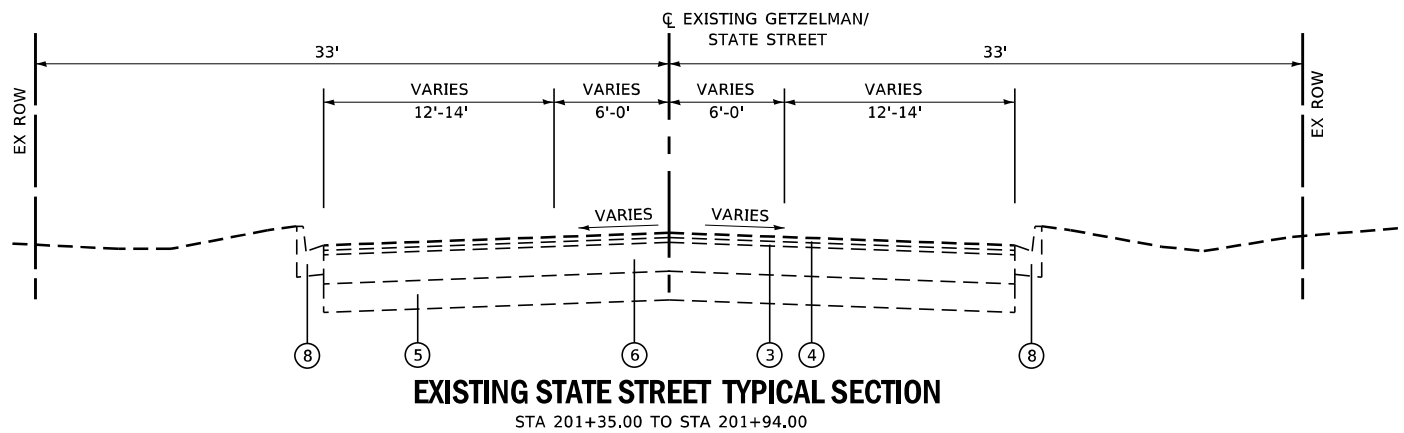 ℄ EXISTING GETZELMAN/
STATE STREET
33'
33'
EX ROW
EX ROW
VARIES
12'-14'
VARIES
6'-0'
VARIES
6'-0'
VARIES
12'-14'
VARIES
VARIES
8
5
6
3
4
8
EXISTING STATE STREET TYPICAL SECTION
STA 201+35.00 TO STA 201+94.00